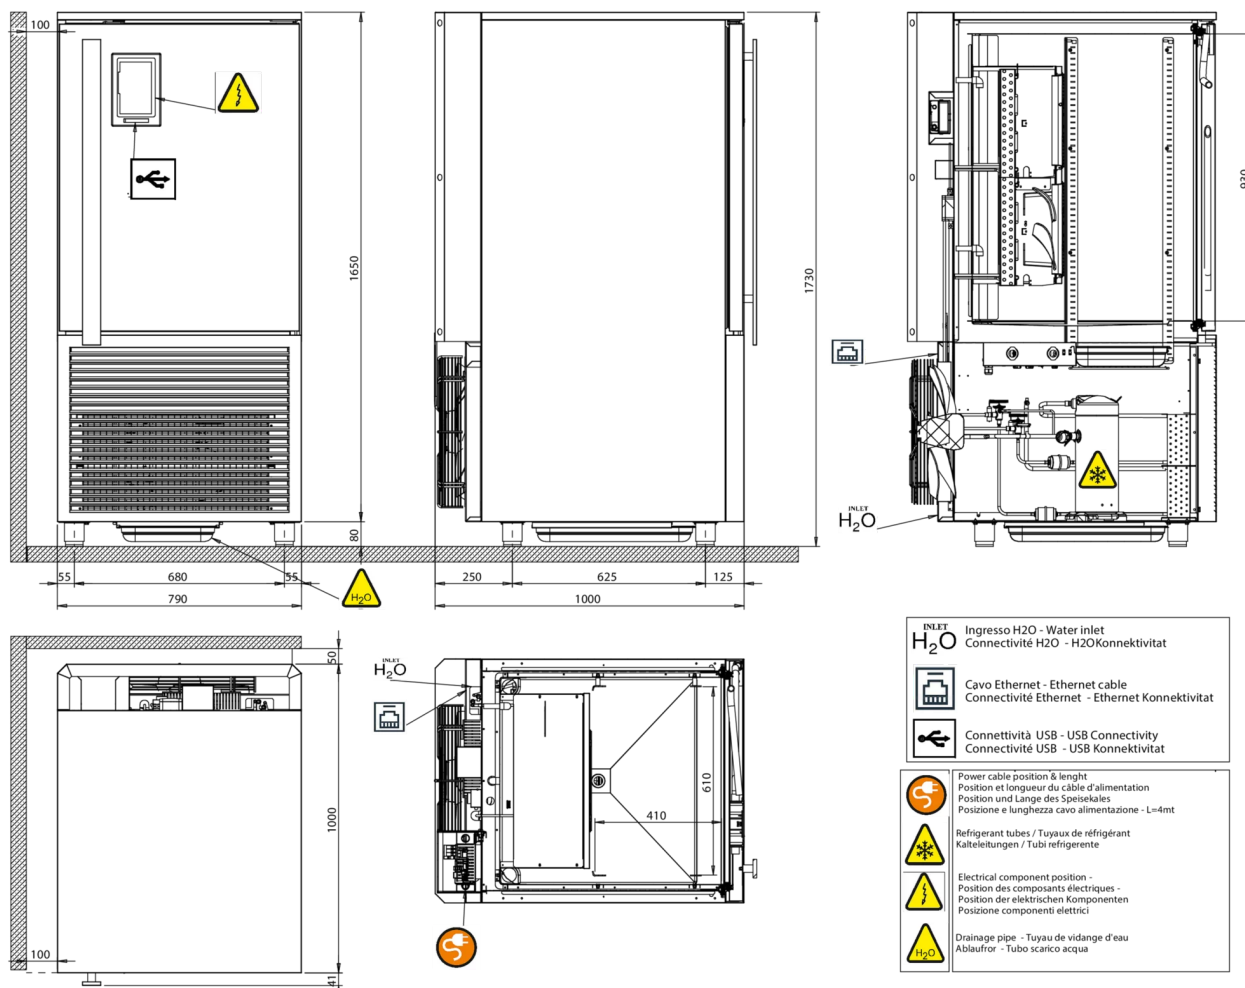 100
1650
80
55
680
55
790
H₂O
1730
250
625
125
1000
930
INLET
H₂O
50
1000
100
41
INLET
H₂O
610
410
INLET
H₂O
Ingresso H2O - Water inlet
Connectivité H2O - H2OKonnektivitat
Cavo Ethernet - Ethernet cable
Connectivité Ethernet - Ethernet Konnektivitat
Connettività USB - USB Connectivity
Connectivité USB - USB Konnektivitat
Power cable position & lenght
Position et longueur du câble d'alimentation
Position und Lange des Speisekales
Posizione e lunghezza cavo alimentazione - L=4mt
Refrigerant tubes / Tuyaux de réfrigérant
Kalteleitungen / Tubi refrigerente
Electrical component position -
Position des composants électriques -
Position der elektrischen Komponenten
Posizione componenti elettrici
H₂O
Drainage pipe - Tuyau de vidange d'eau
Ablaufror - Tubo scarico acqua